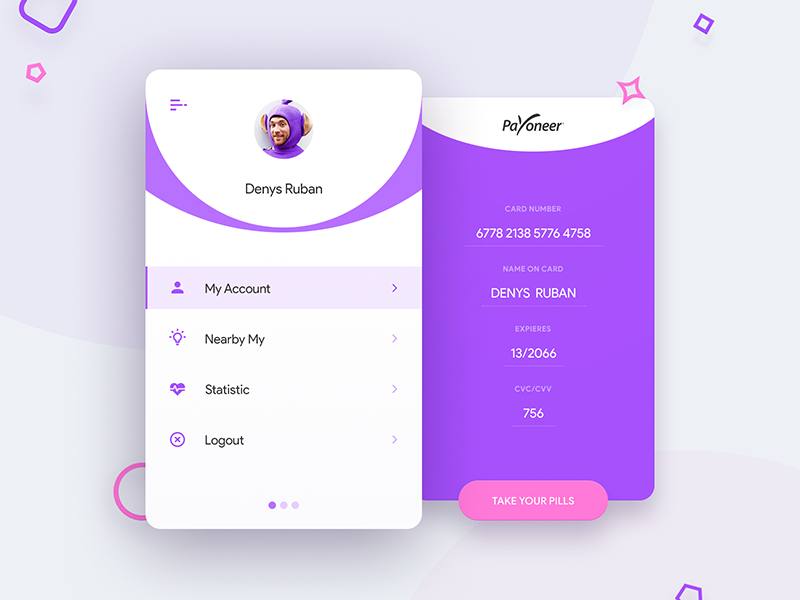 Denys Ruban
My Account
Nearby My
Statistic
Logout
Payoneer
CARD NUMBER
6778 2138 5776 4758
NAME ON CARD
DENYS RUBAN
EXPIERES
13/2066
CVC/CVV
756
TAKE YOUR PILLS